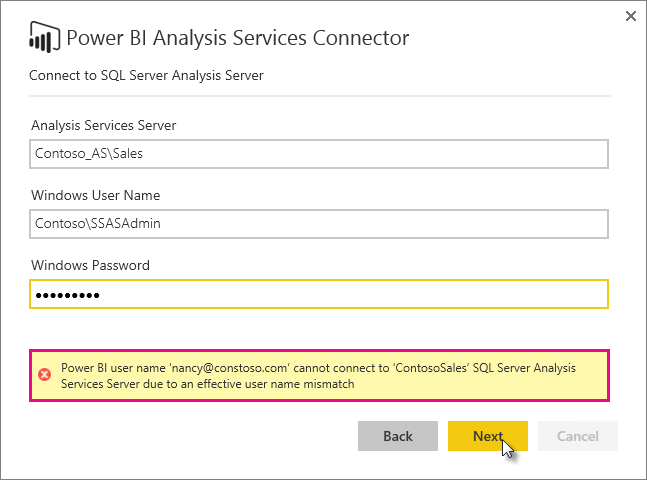 Power BI Analysis Services Connector
Connect to SQL Server Analysis Server
Analysis Services Server
Contoso_AS\Sales
Windows User Name
Contoso\SSASAdmin
Windows Password
●●●●●●●●●
Power BI user name ‘nancy@constoso.com’ cannot connect to ‘ContosoSales’ SQL Server Analysis
Services Server due to an effective user name mismatch
Back
Next
Cancel